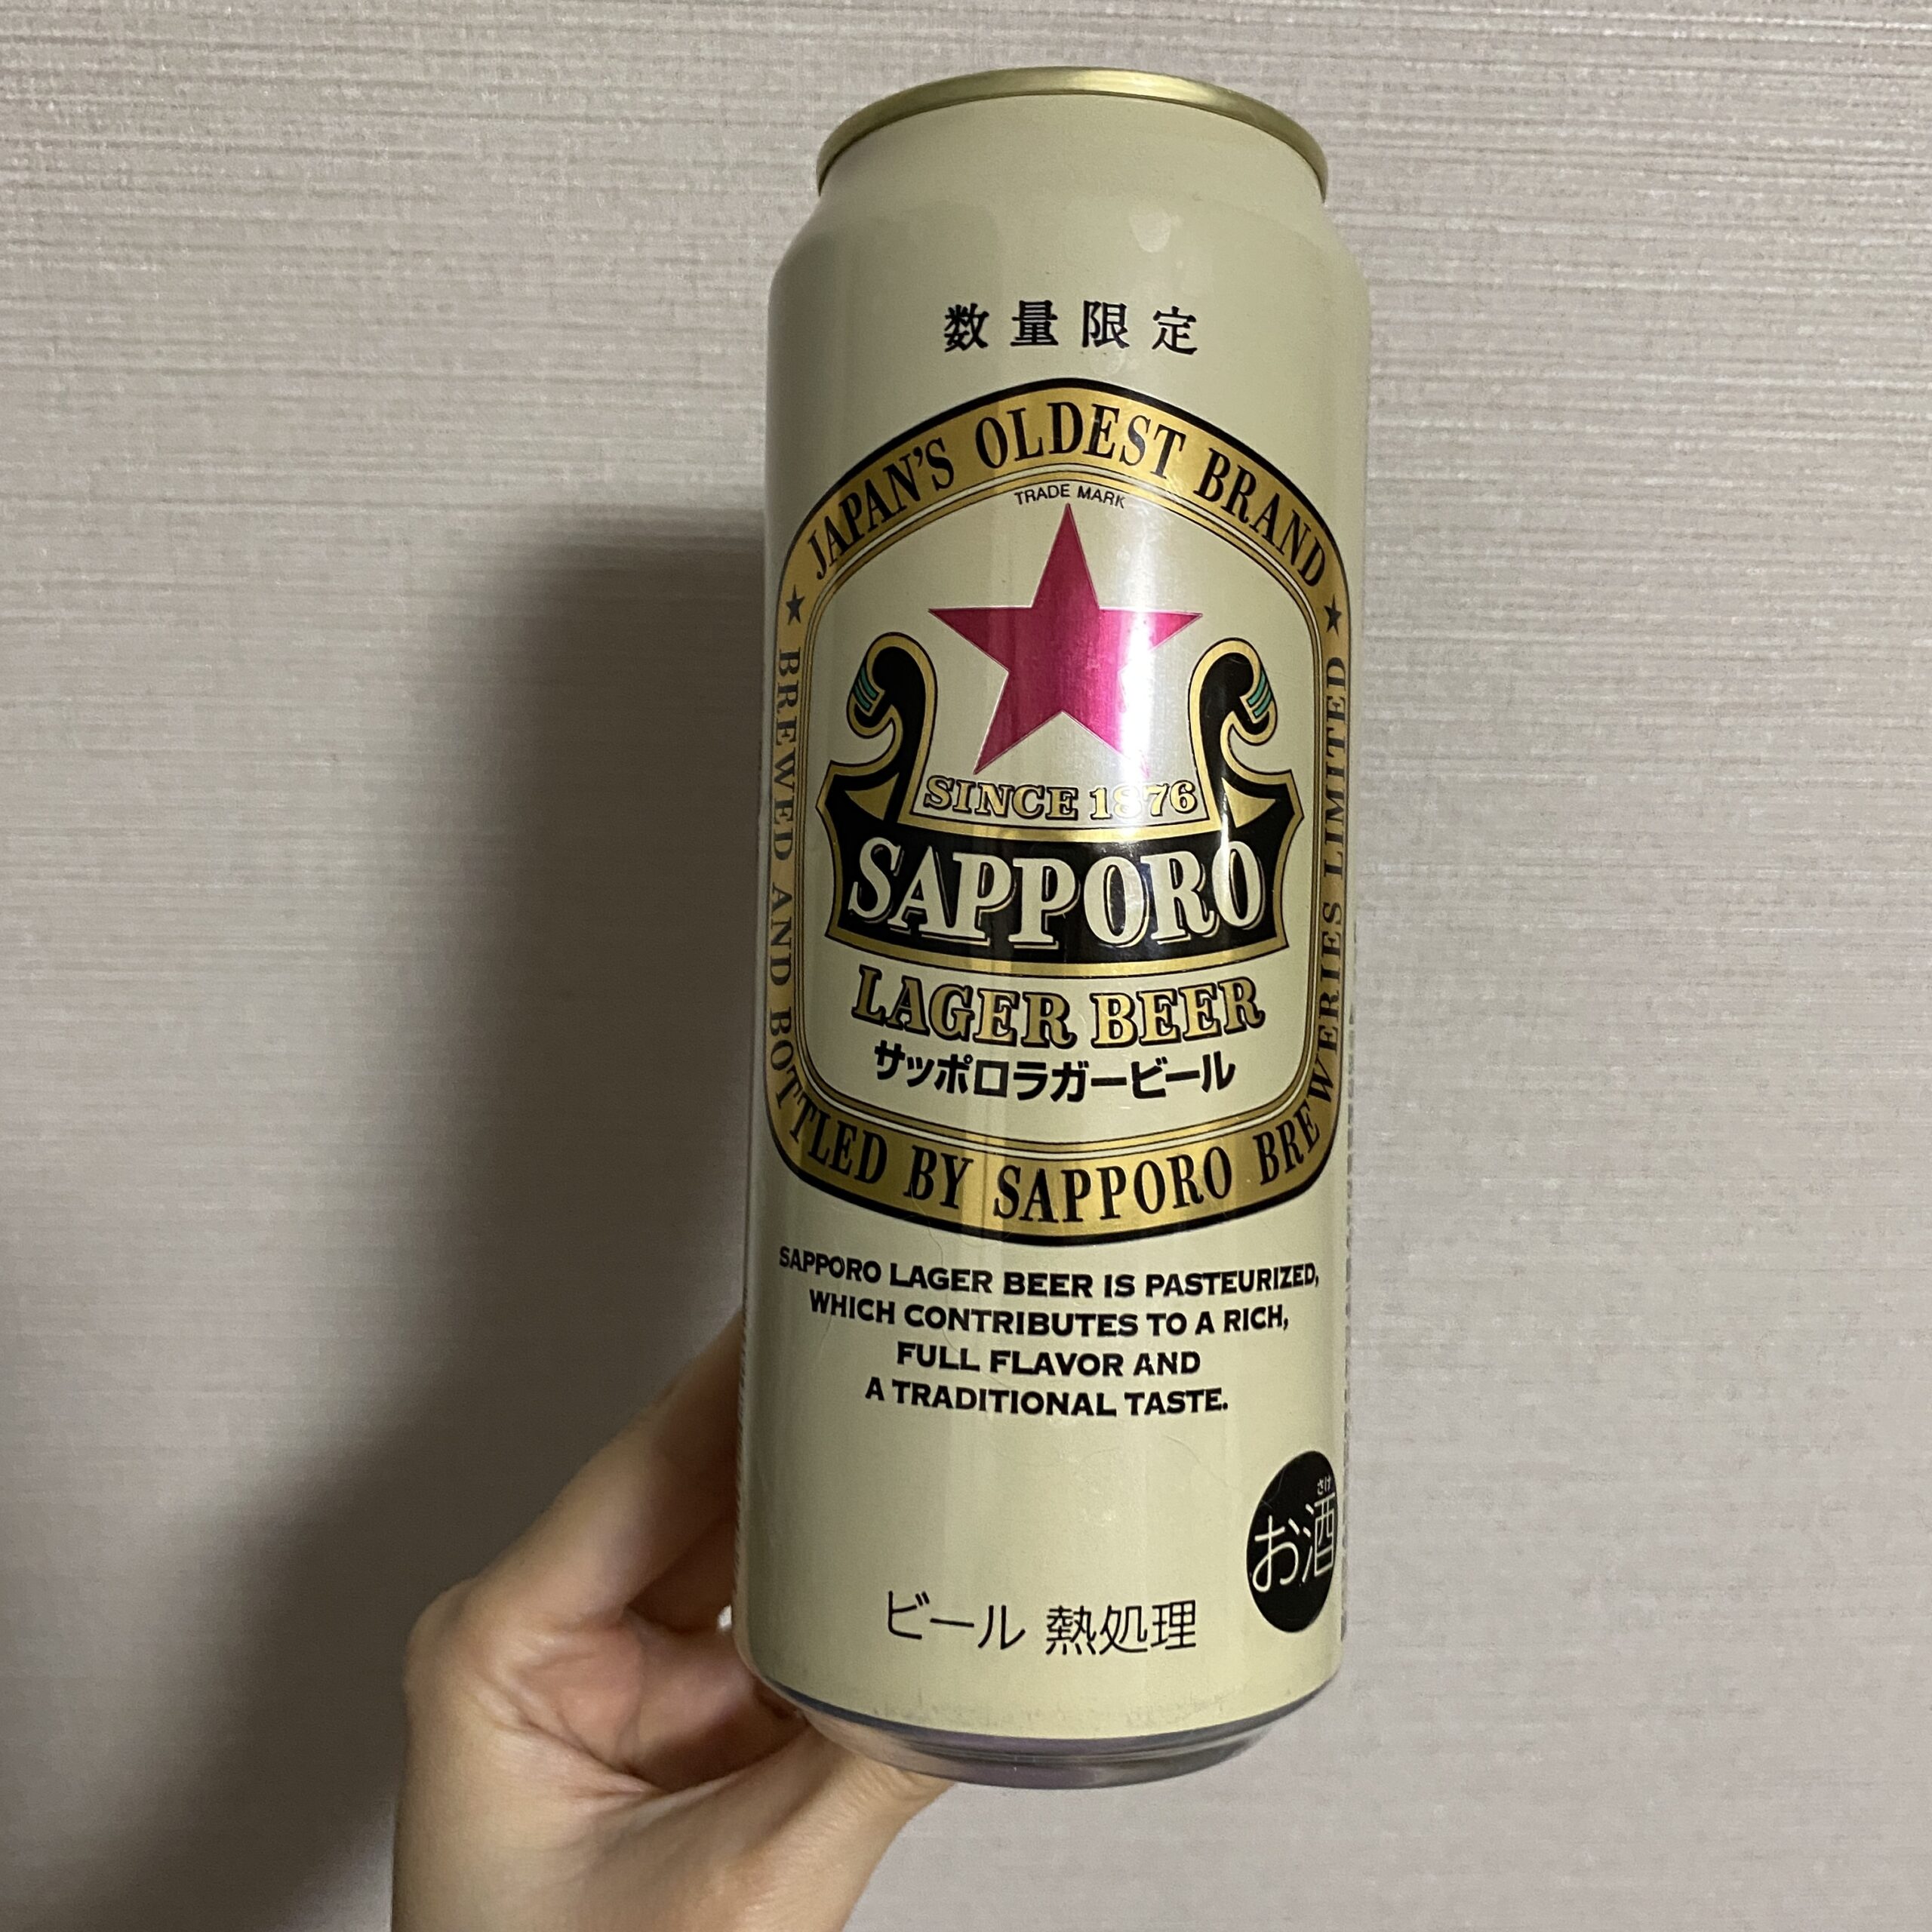 数量限定
★ JAPAN'S OLDEST BRAND ★
TRADE MARK
SINCE 1876
SAPPORO
LAGER BEER
サッポロラガービール
BREWED AND BOTTLED BY SAPPORO BREWERIES LIMITED
SAPPORO LAGER BEER IS PASTEURIZED,
WHICH CONTRIBUTES TO A RICH,
FULL FLAVOR AND
A TRADITIONAL TASTE.
さけ
お酒
ビール 熱処理